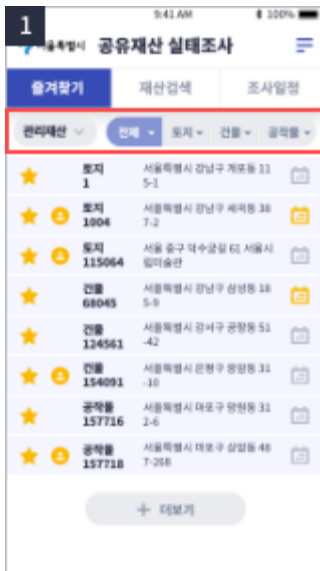 1
9:41 AM 100%
서울특별시 공유재산 실태조사
즐겨찾기 재산검색 조사일정
관리재산 전체 토지 건물 공작물
토지 서울특별시 강남구 개포동 11
1 5-1
토지 서울특별시 강남구 세곡동 38
1004 7-2
토지 서울 중구 덕수궁길 61 서울시
115064 립미술관
건물 서울특별시 강남구 삼성동 18
68045 5-9
건물 서울특별시 강서구 공항동 51
124561 -42
건물 서울특별시 은평구 응암동 31
154091 -10
공작물 서울특별시 마포구 망원동 31
157716 2-6
공작물 서울특별시 마포구 상암동 48
157718 7-268
더보기